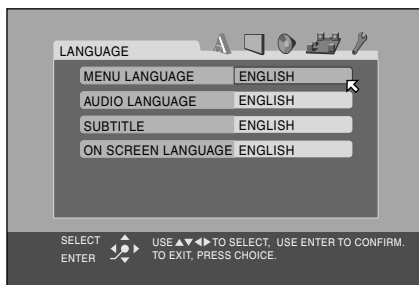 LANGUAGE
MENU LANGUAGE ENGLISH
AUDIO LANGUAGE ENGLISH
SUBTITLE ENGLISH
ON SCREEN LANGUAGE ENGLISH
SELECT
ENTER
USE ▲▼◀▶ TO SELECT, USE ENTER TO CONFIRM.
TO EXIT, PRESS CHOICE.